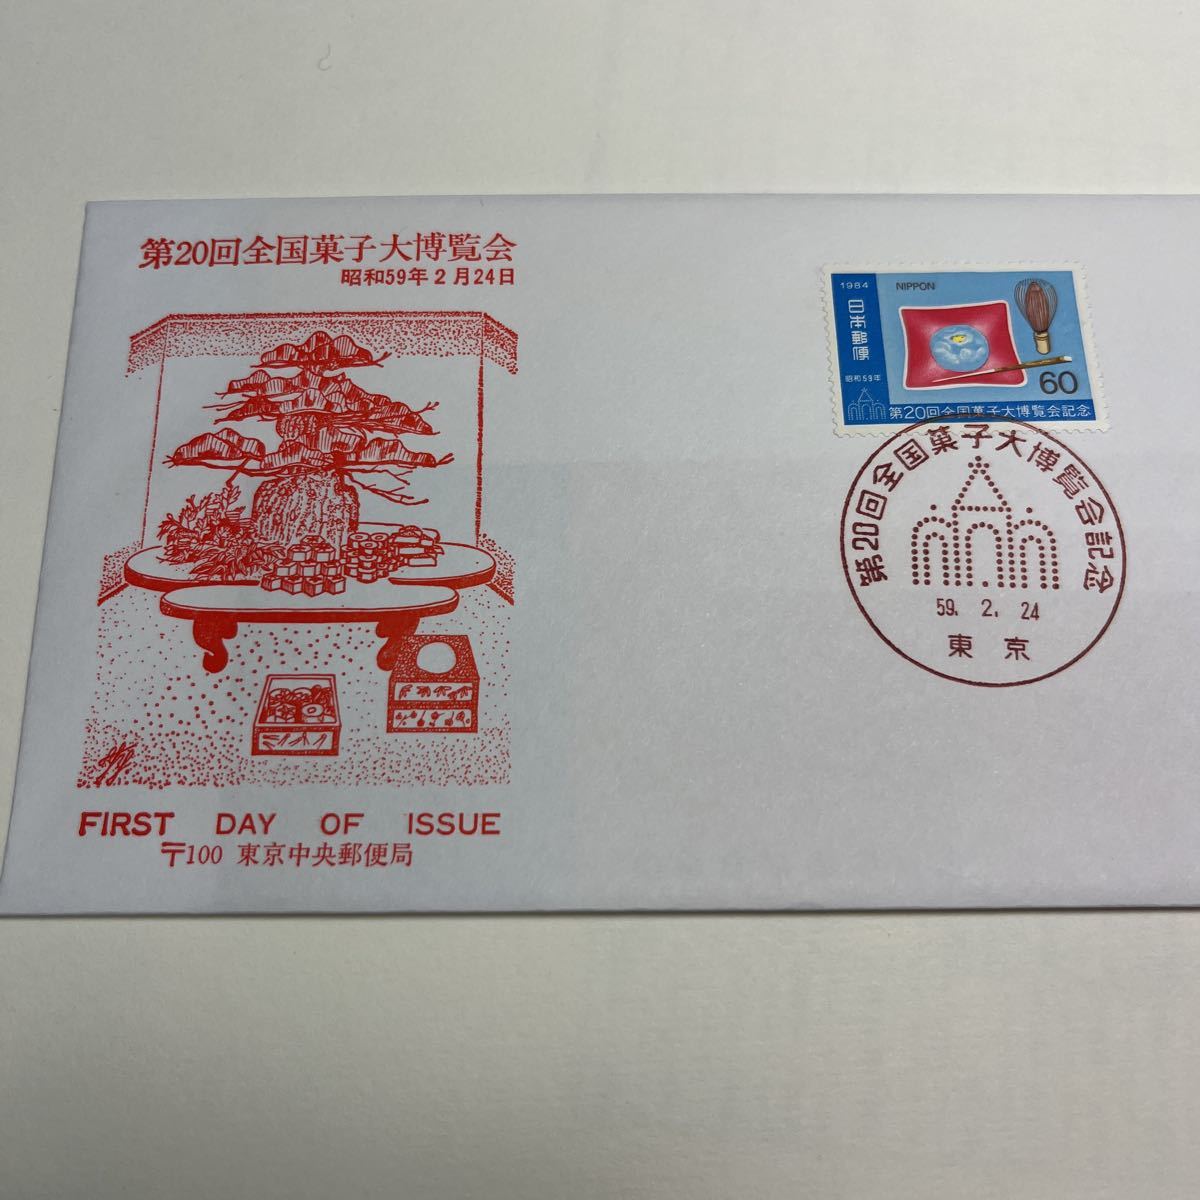 第20回全国菓子大博覧会
昭和59年2月24日
FIRST DAY OF ISSUE
〒100 東京中央郵便局
1984
NIPPON
日本郵便
昭和59年
60
第20回全国菓子大博覧会記念
第20回全国菓子大博覧会記念
59. 2. 24
東京